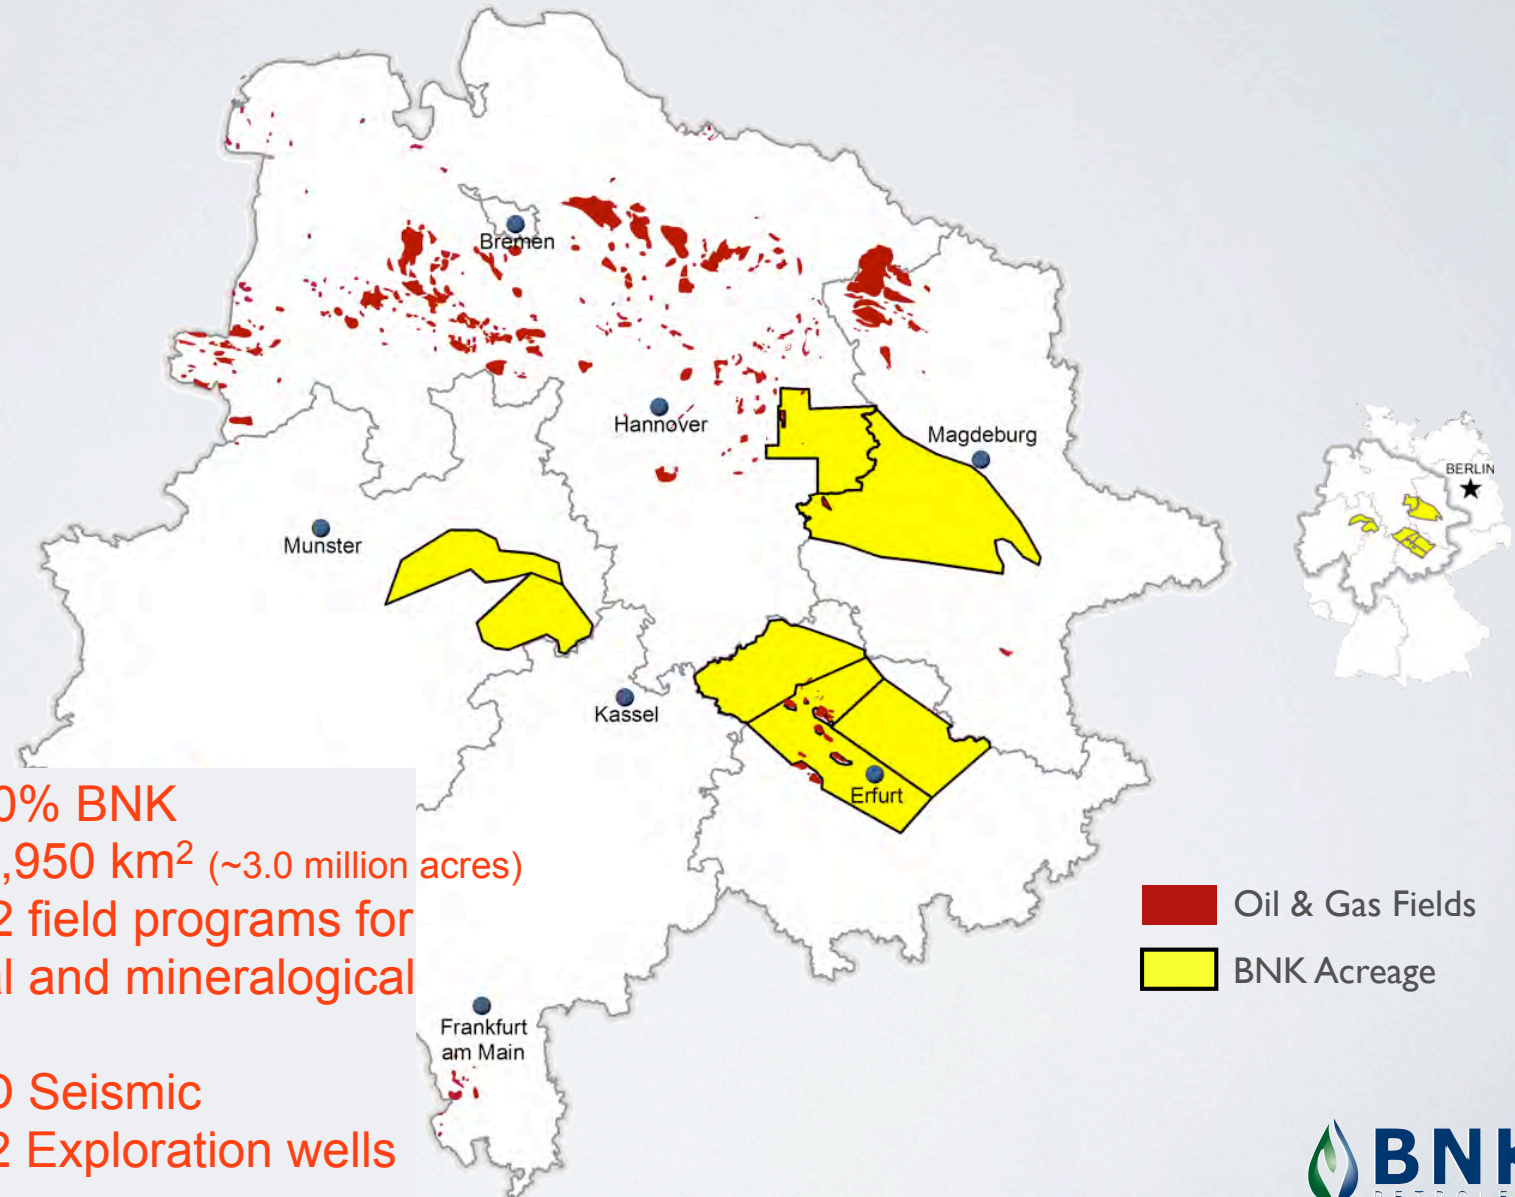 Bremen
Hannover
Magdeburg
BERLIN
Munster
Kassel
Erfurt
0% BNK
,950 km² (~3.0 million acres)
2 field programs for
al and mineralogical
Oil & Gas Fields
BNK Acreage
Frankfurt
am Main
D Seismic
2 Exploration wells
BNK